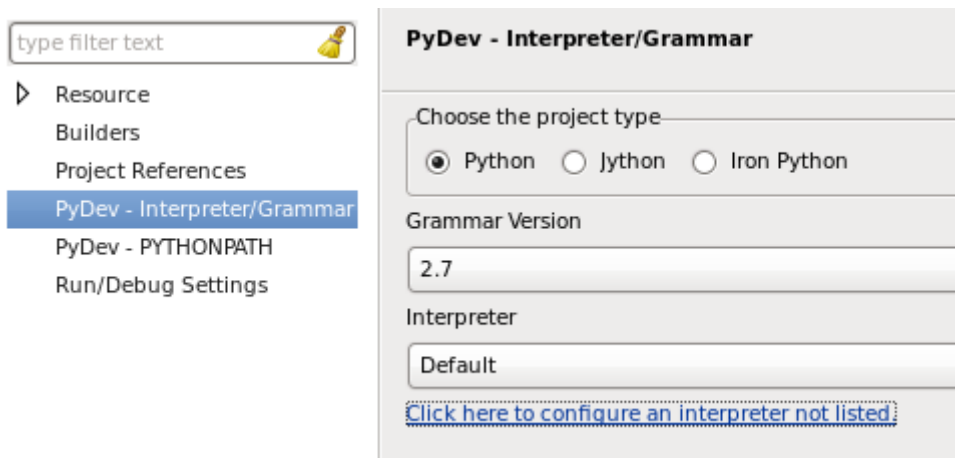 type filter text
Resource
Builders
Project References
PyDev - Interpreter/Grammar
PyDev - PYTHONPATH
Run/Debug Settings
PyDev - Interpreter/Grammar
Choose the project type
Python Jython Iron Python
Grammar Version
2.7
Interpreter
Default
Click here to configure an interpreter not listed.